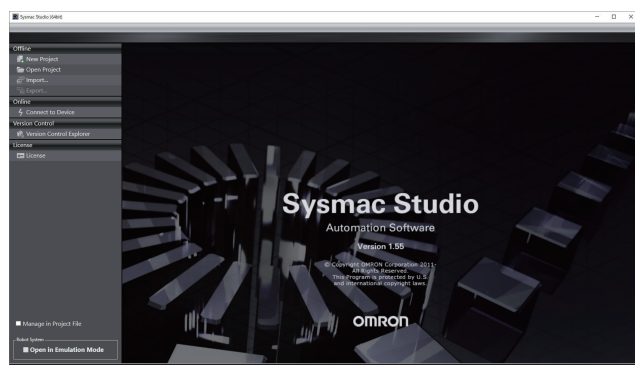 Sysmac Studio (64bit)
Offline
New Project
Open Project
Import...
Export...
Online
Connect to Device
Version Control
Version Control Explorer
License
License
Sysmac Studio
Automation Software
Version 1.55
© Copyright OMRON Corporation 2011-
All Rights Reserved.
This Program is protected by U.S.
and international copyright laws.
OMRON
Manage in Project File
Robot System
Open in Emulation Mode